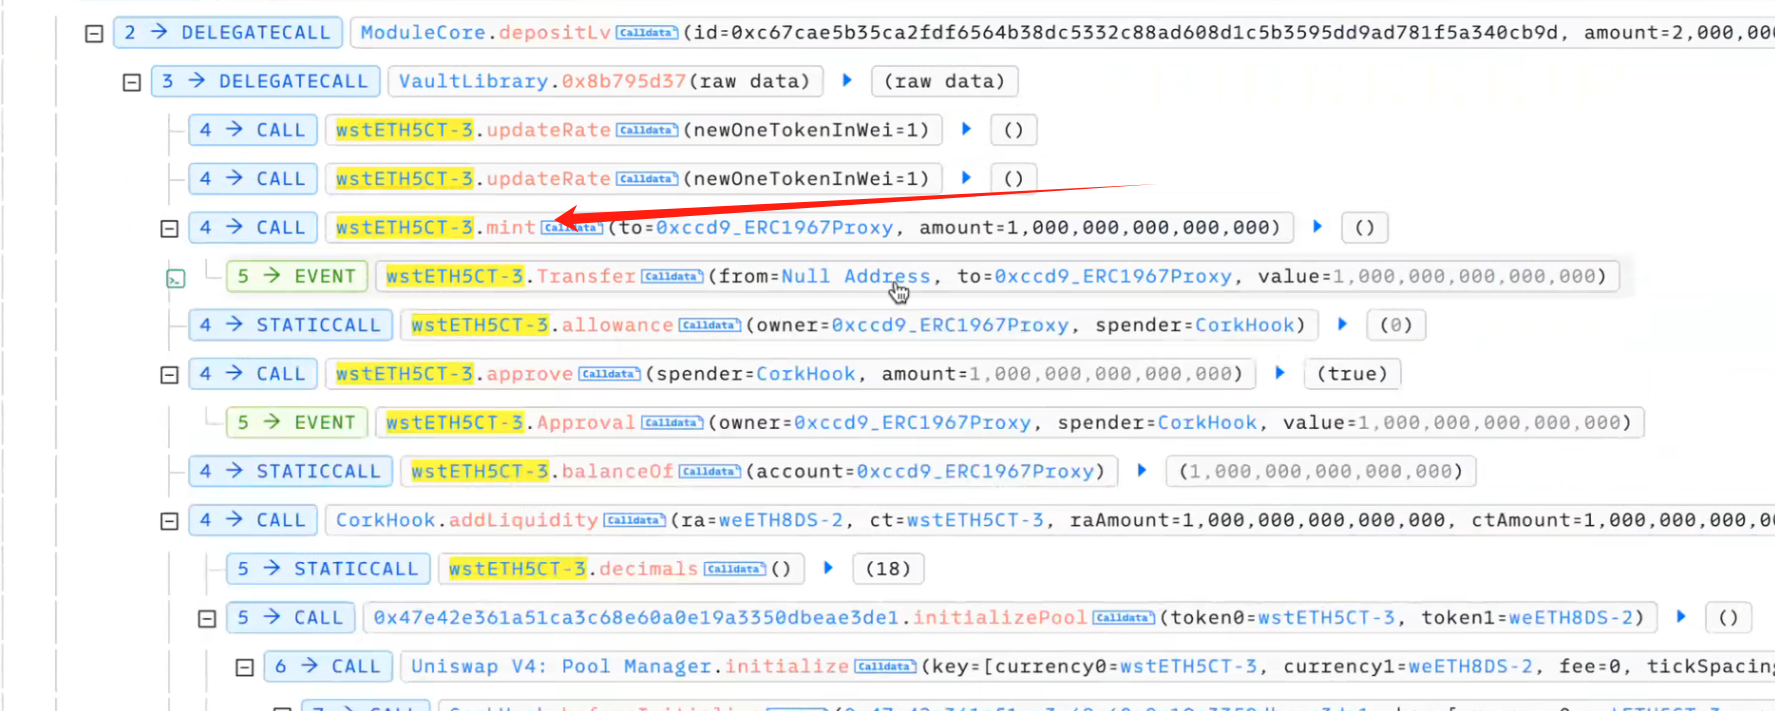 2 → DELEGATECALL ModuleCore.depositLv Calldata (id=0xc67cae5b35ca2fdf6564b38dc5332c88ad608d1c5b3595dd9ad781f5a340cb9d, amount=2,000,00
3 → DELEGATECALL VaultLibrary.0x8b795d37(raw data) (raw data)
4 → CALL wstETH5CT-3.updateRate Calldata (newOneTokenInWei=1) ()
4 → CALL wstETH5CT-3.updateRate Calldata (newOneTokenInWei=1) ()
4 → CALL wstETH5CT-3.mint Calldata (to=0xccd9_ERC1967Proxy, amount=1,000,000,000,000,000) ()
5 → EVENT wstETH5CT-3.Transfer Calldata (from=Null Address, to=0xccd9_ERC1967Proxy, value=1,000,000,000,000,000)
4 → STATICCALL wstETH5CT-3.allowance Calldata (owner=0xccd9_ERC1967Proxy, spender=CorkHook) (0)
4 → CALL wstETH5CT-3.approve Calldata (spender=CorkHook, amount=1,000,000,000,000,000) (true)
5 → EVENT wstETH5CT-3.Approval Calldata (owner=0xccd9_ERC1967Proxy, spender=CorkHook, value=1,000,000,000,000,000)
4 → STATICCALL wstETH5CT-3.balanceOf Calldata (account=0xccd9_ERC1967Proxy) (1,000,000,000,000,000)
4 → CALL CorkHook.addLiquidity Calldata (ra=weETH8DS-2, ct=wstETH5CT-3, raAmount=1,000,000,000,000,000, ctAmount=1,000,000,000,0
5 → STATICCALL wstETH5CT-3.decimals Calldata () (18)
5 → CALL 0x47e42e361a51ca3c68e60a0e19a3350dbeae3de1.initializePool Calldata (token0=wstETH5CT-3, token1=weETH8DS-2) ()
6 → CALL Uniswap V4: Pool Manager.initialize Calldata (key=[currency0=wstETH5CT-3, currency1=weETH8DS-2, fee=0, tickSpacing